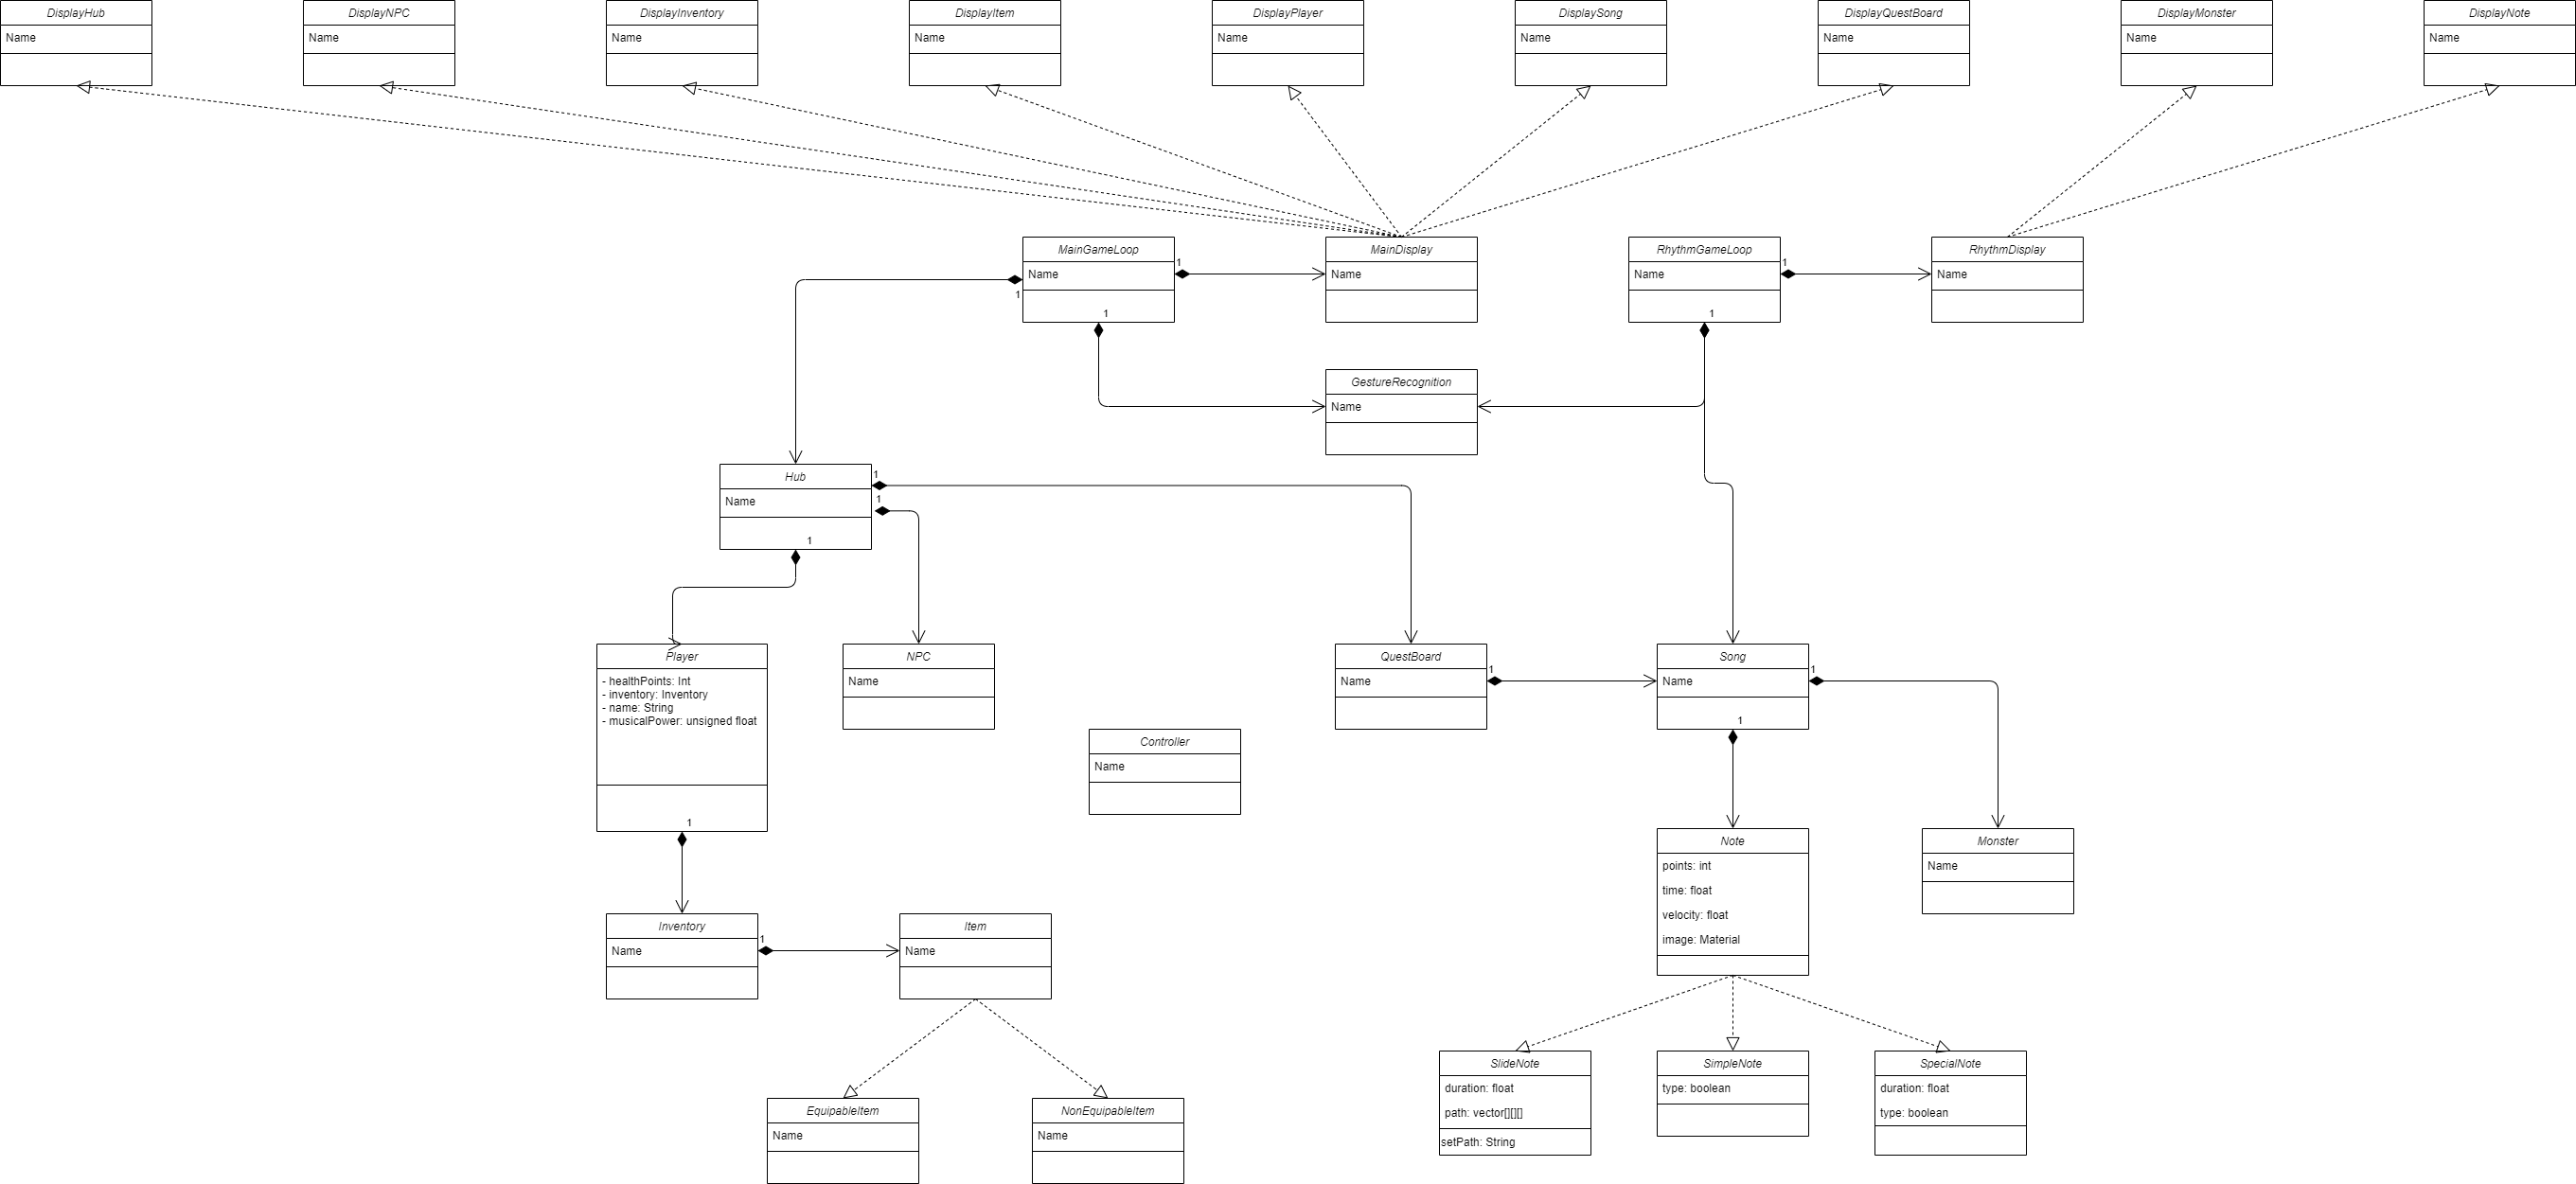 DisplayHub
Name
DisplayNPC
Name
DisplayInventory
Name
DisplayItem
Name
DisplayPlayer
Name
DisplaySong
Name
DisplayQuestBoard
Name
DisplayMonster
Name
DisplayNote
Name
MainGameLoop
Name
1
1
1
MainDisplay
Name
RhythmGameLoop
Name
1
1
RhythmDisplay
Name
GestureRecognition
Name
Hub
Name
1
1
1
Player
- healthPoints: Int
- inventory: Inventory
- name: String
- musicalPower: unsigned float
1
NPC
Name
QuestBoard
Name
1
Song
Name
1
1
Controller
Name
Note
points: int
time: float
velocity: float
image: Material
Monster
Name
Inventory
Name
1
Item
Name
SlideNote
duration: float
path: vector[][][]
setPath: String
SimpleNote
type: boolean
SpecialNote
duration: float
type: boolean
EquipableItem
Name
NonEquipableItem
Name